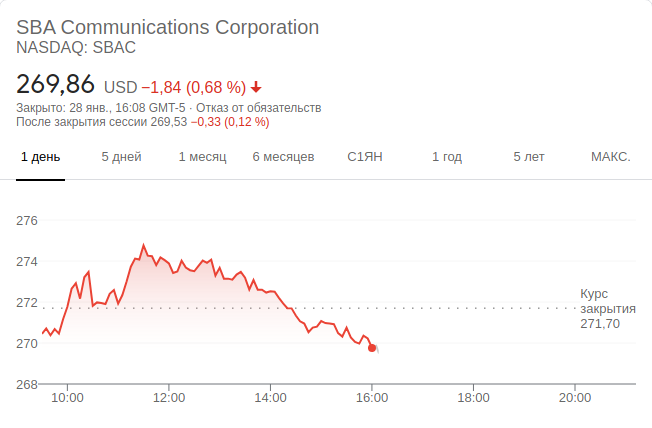 SBA Communications Corporation
NASDAQ: SBAC
269,86 USD −1,84 (0,68 %)
Закрыто: 28 янв., 16:08 GMT-5 · Отказ от обязательств
После закрытия сессии 269,53 −0,33 (0,12 %)
1 день 5 дней 1 месяц 6 месяцев С1ЯН 1 год 5 лет МАКС.
276
274
272
270
268
Курс
закрытия
271,70
10:00 12:00 14:00 16:00 18:00 20:00